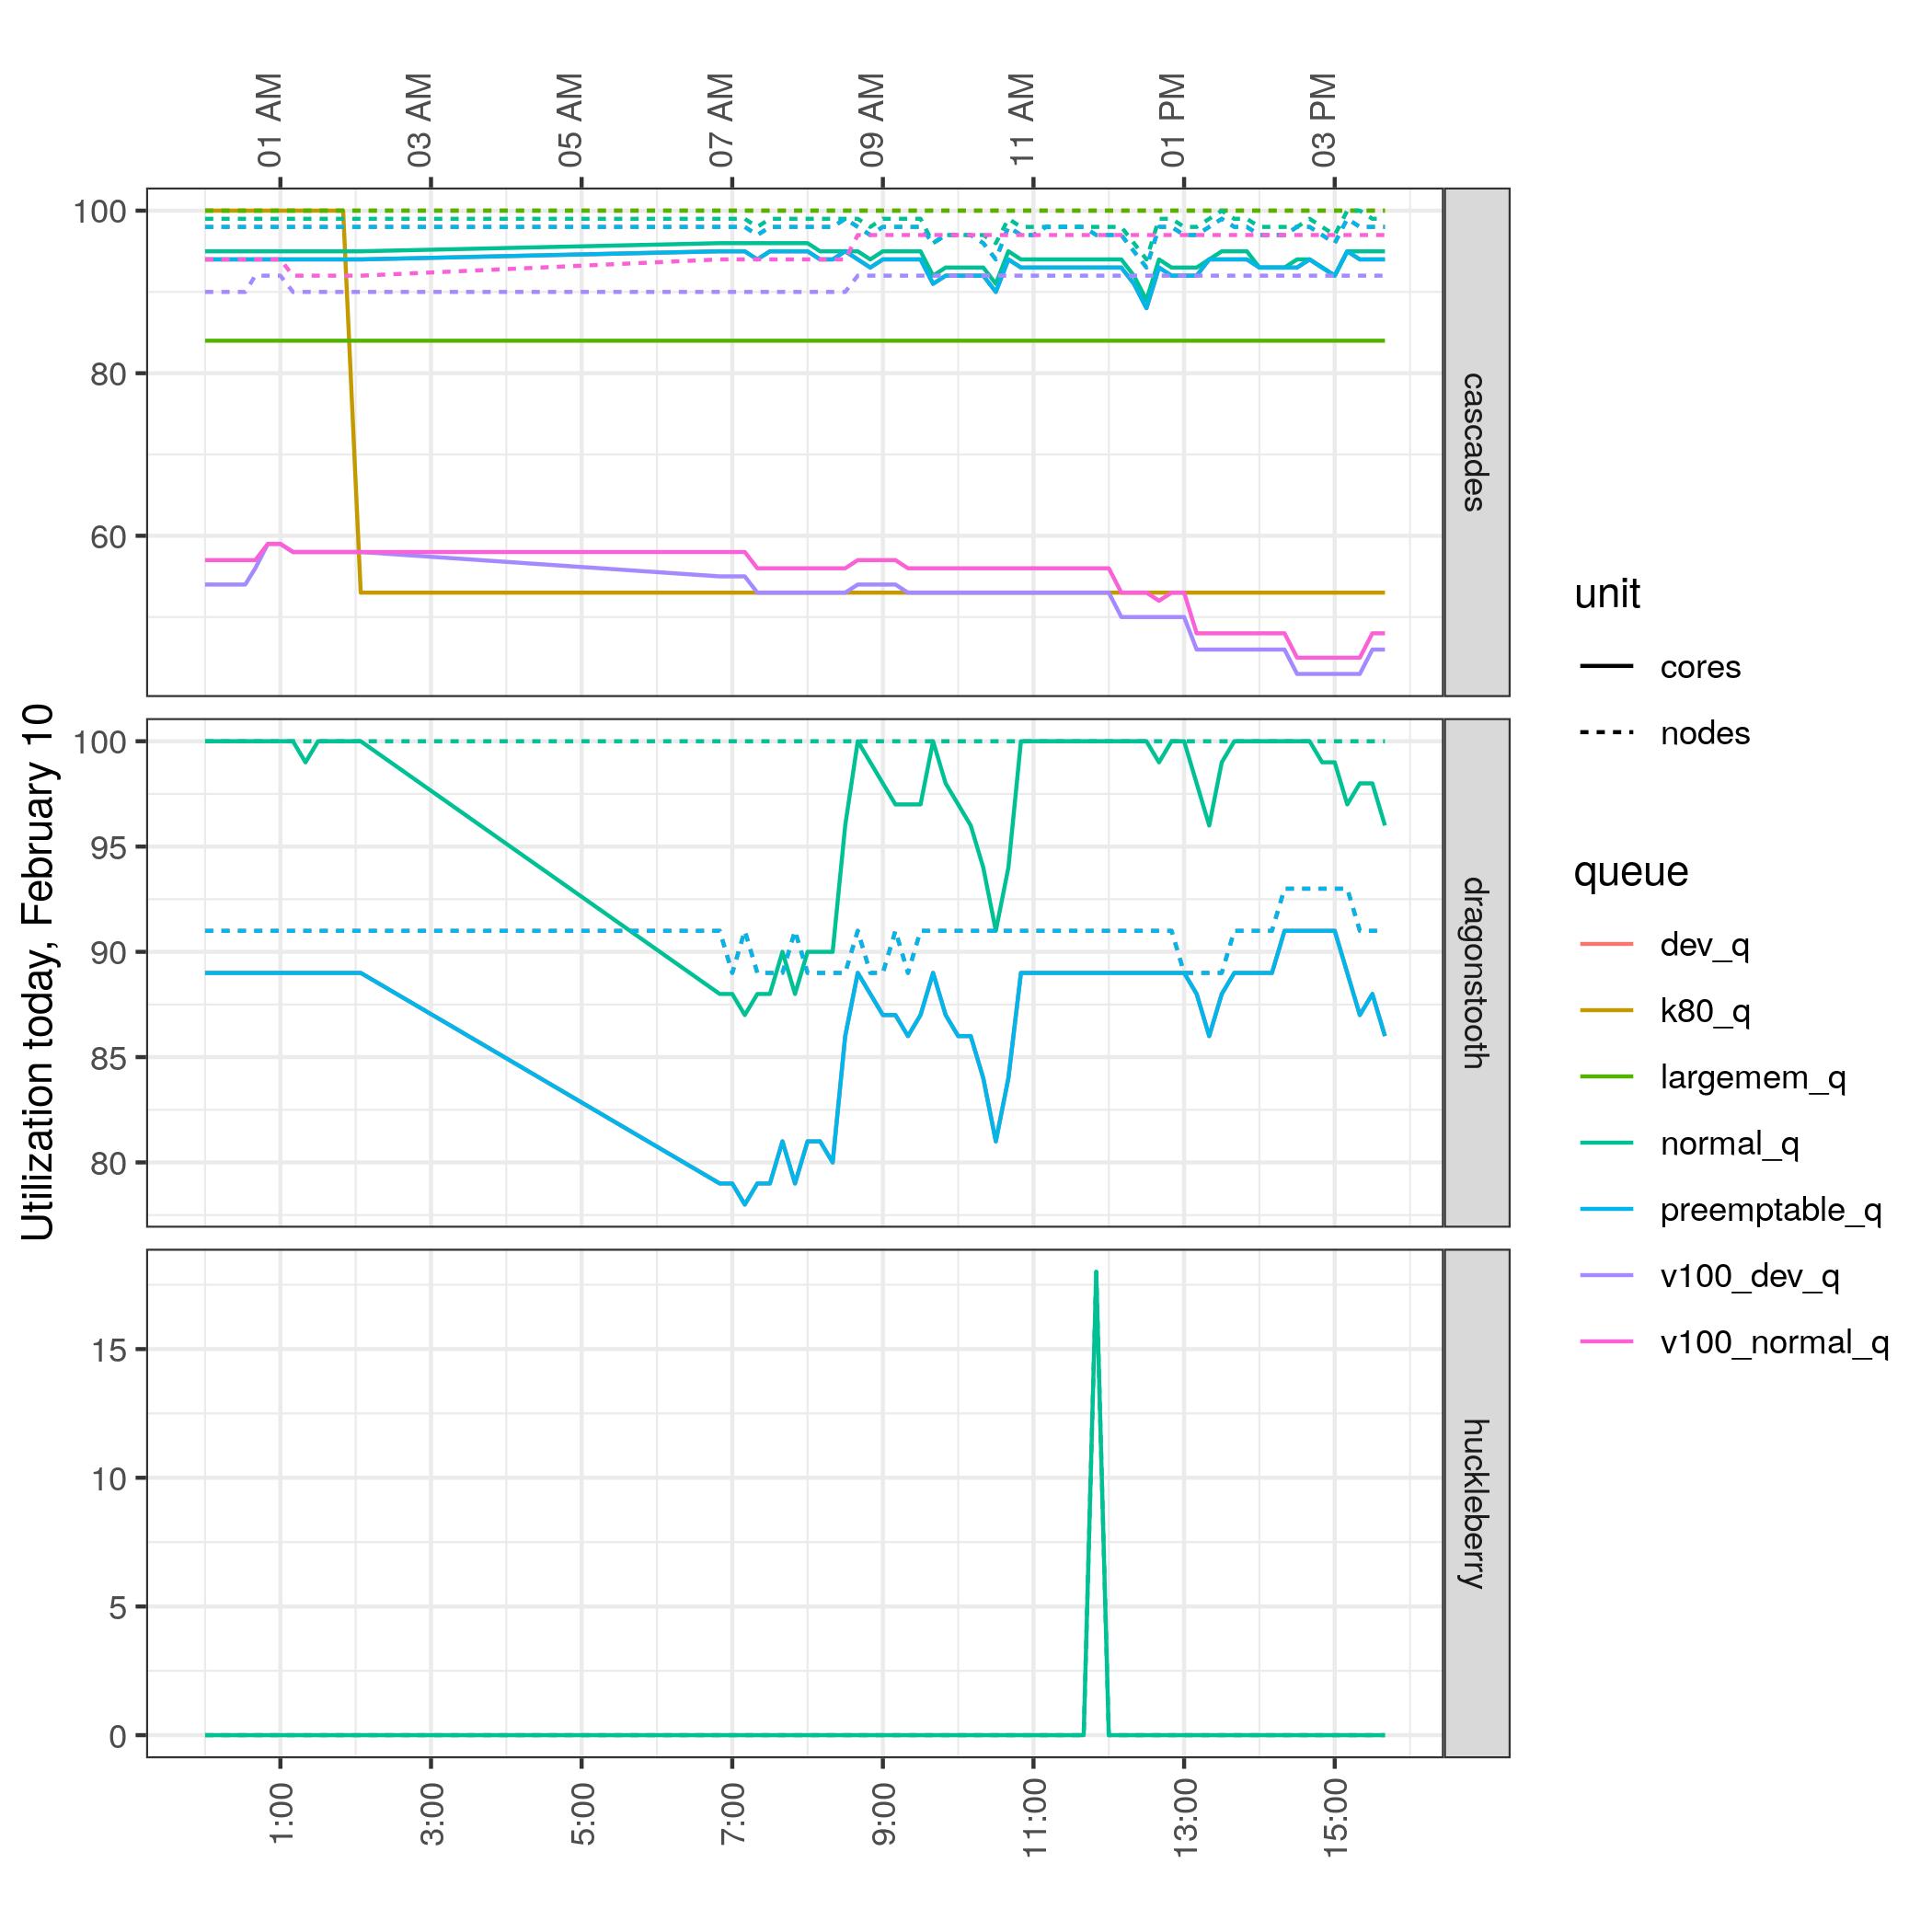 01 AM
03 AM
05 AM
07 AM
09 AM
11 AM
01 PM
03 PM
Utilization today, February 10
100
80
60
cascades
100
95
90
85
80
dragonstooth
15
10
5
0
huckleberry
1:00
3:00
5:00
7:00
9:00
11:00
13:00
15:00
unit
cores
nodes
queue
dev_q
k80_q
largemem_q
normal_q
preemptable_q
v100_dev_q
v100_normal_q